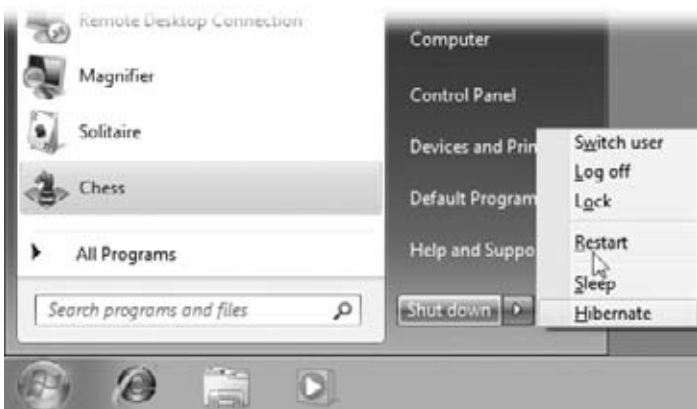 Remote Desktop Connection
Magnifier
Solitaire
Chess
All Programs
Search programs and files
Computer
Control Panel
Devices and Prin
Default Program
Help and Suppo
Shut down
Switch user
Log off
Lock
Restart
Sleep
Hibernate